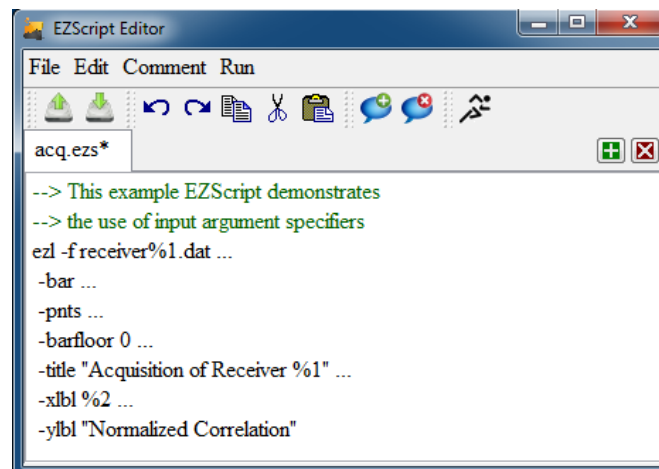 EZScript Editor
File Edit Comment Run
acq.ezs*
--> This example EZScript demonstrates
--> the use of input argument specifiers
ezl -f receiver%1.dat ...
-bar ...
-pnts ...
-barfloor 0 ...
-title "Acquisition of Receiver %1" ...
-xlbl %2 ...
-ylbl "Normalized Correlation"